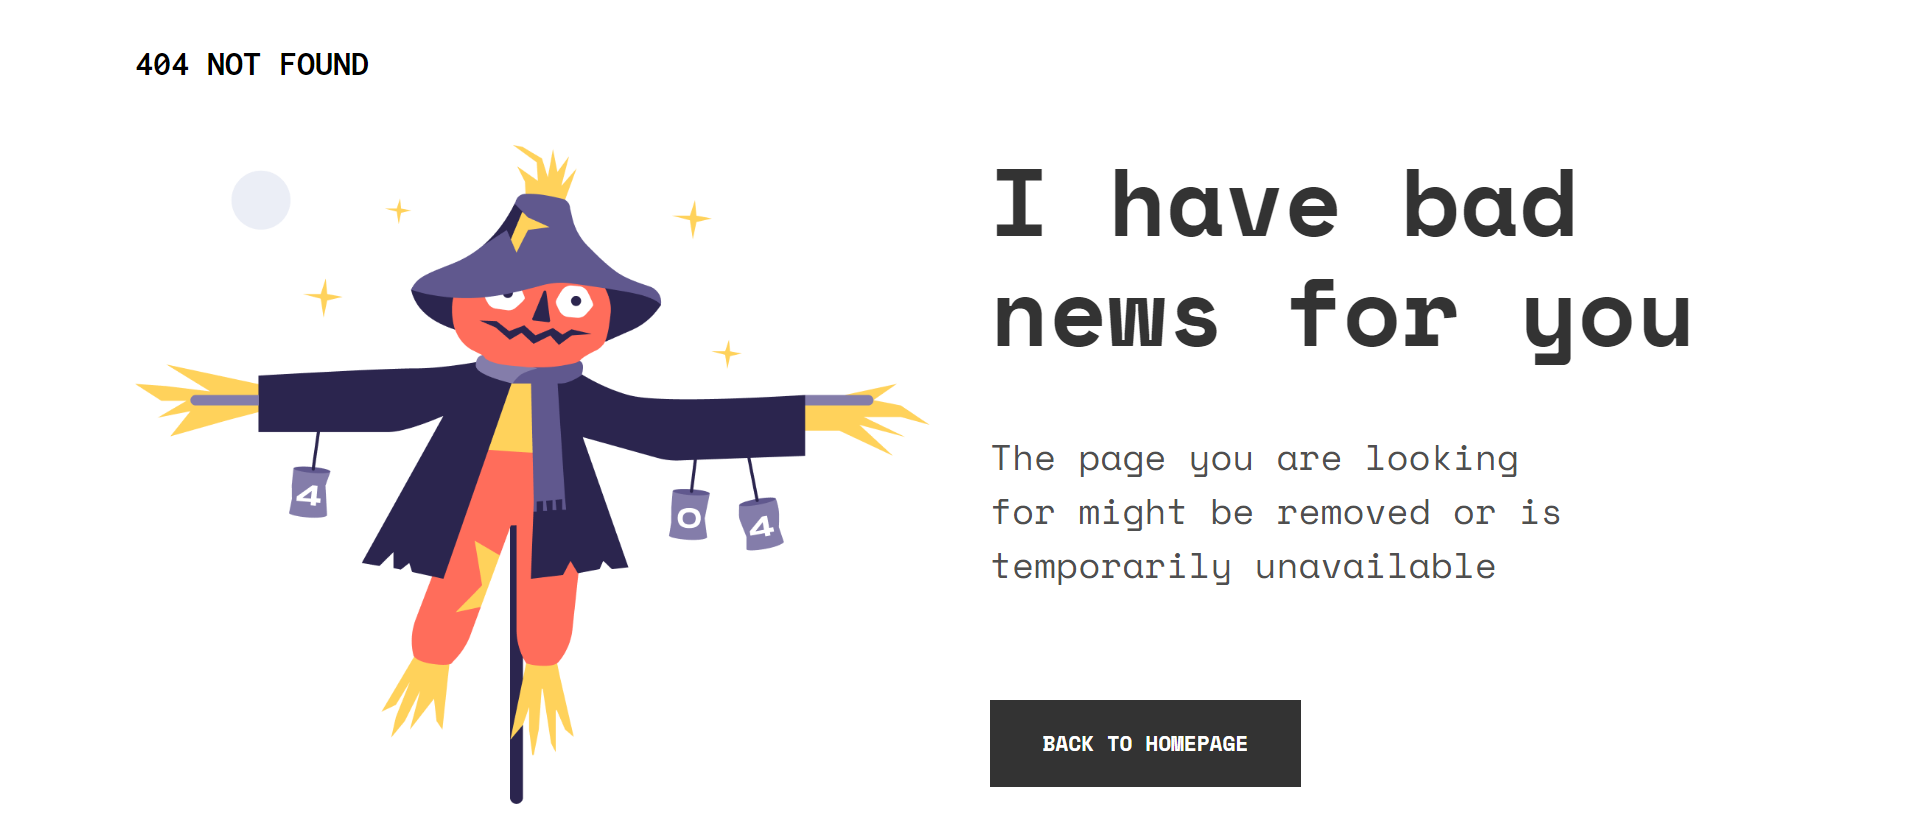 404 NOT FOUND
I have bad
news for you
4
0
4
The page you are looking
for might be removed or is
temporarily unavailable
BACK TO HOMEPAGE